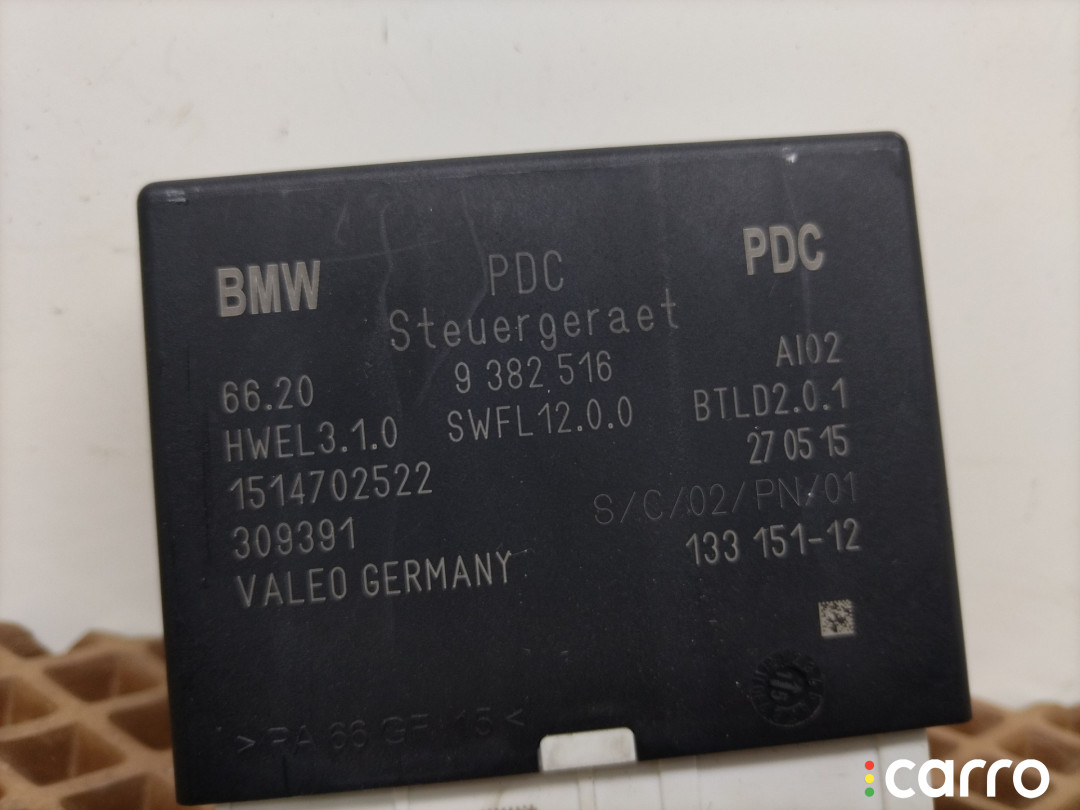 BMW PDC PDC
Steuergeraet
66.20 9 382 516 AI02
HWEL3.1.0 SWFL12.0.0 BTLD2.0.1
1514702522 27 05 15
309391 S/C/02/PN/01
VALEO GERMANY 133 151-12
>PA 66 GF 15<
carro